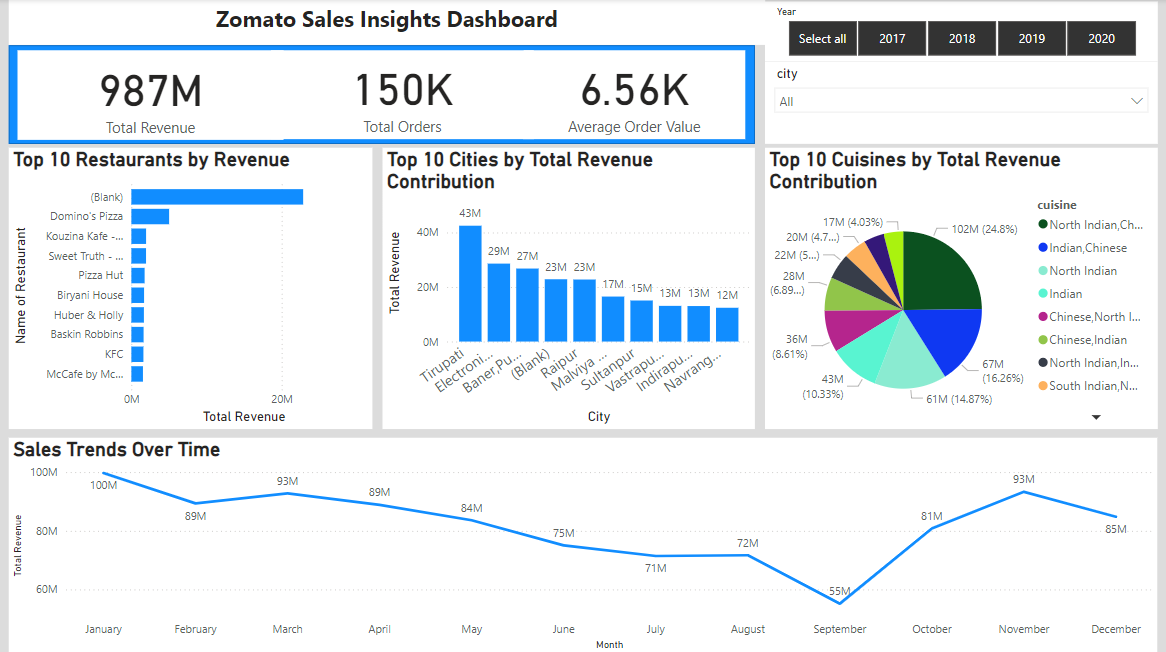 Zomato Sales Insights Dashboard
Year
Select all 2017 2018 2019 2020
city
All
987M 150K 6.56K
Total Revenue Total Orders Average Order Value
Top 10 Restaurants by Revenue
Name of Restaurant
(Blank)
Domino's Pizza
Kouzina Kafe -...
Sweet Truth - ...
Pizza Hut
Biryani House
Huber & Holly
Baskin Robbins
KFC
McCafe by Mc...
0M 20M
Total Revenue
Top 10 Cities by Total Revenue
Contribution
Total Revenue
40M
20M
0M
43M 29M 27M 23M 23M 17M 15M 13M 13M 12M
Tirupati Electroni... Baner,Pu... (Blank) Raipur Malviya ... Sultanpur Vastrapu... Indirapu... Navrang...
City
Top 10 Cuisines by Total Revenue
Contribution
102M (24.8%)
67M
(16.26%)
61M (14.87%)
43M
(10.33%)
36M
(8.61%)
28M
(6.89...)
22M (5...)
20M (4.7...)
17M (4.03%)
cuisine
North Indian,Ch...
Indian,Chinese
North Indian
Indian
Chinese,North I...
Chinese,Indian
North Indian,In...
South Indian,N...
Sales Trends Over Time
Total Revenue
100M
80M
60M
100M 89M 93M 89M 84M 75M 71M 72M 55M 81M 93M 85M
January February March April May June July August September October November December
Month